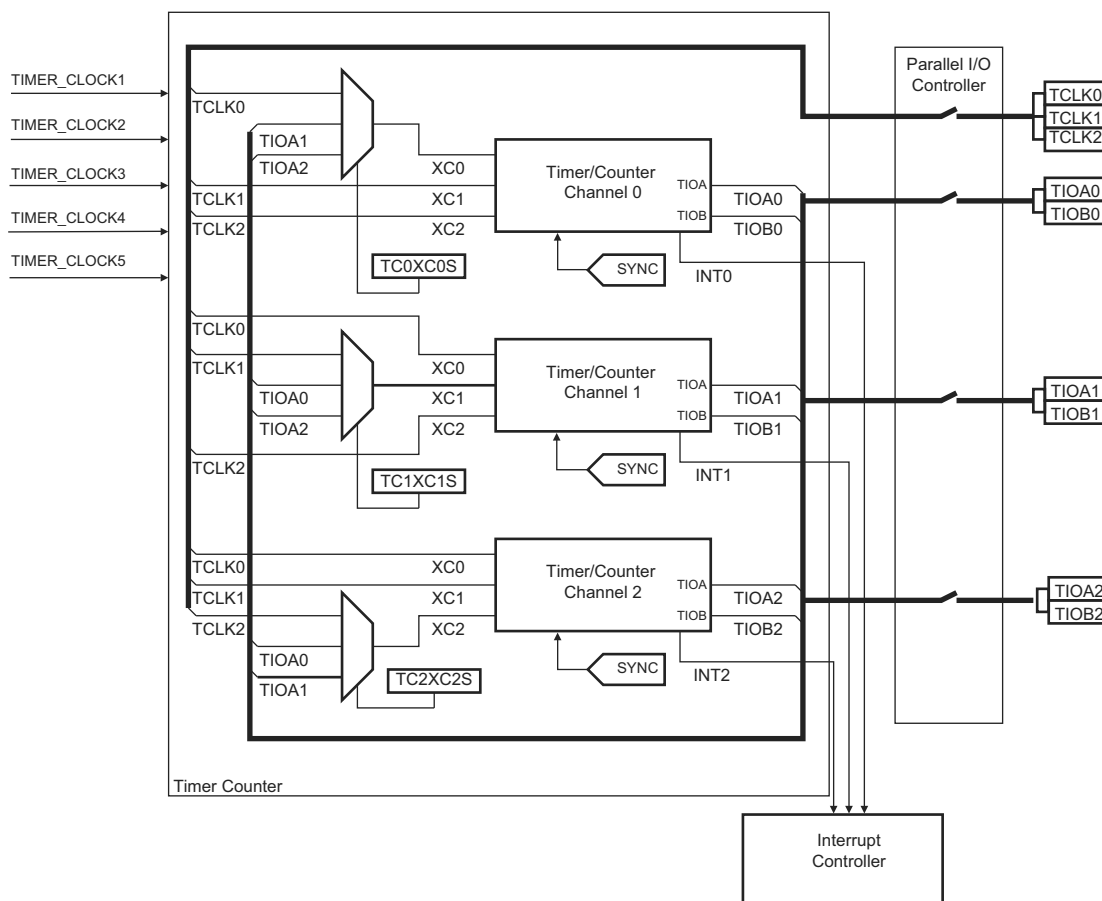 TIMER_CLOCK1
TIMER_CLOCK2
TIMER_CLOCK3
TIMER_CLOCK4
TIMER_CLOCK5
TCLK0
TIOA1
TIOA2
TCLK1
TCLK2
XC0
XC1
XC2
TC0XC0S
Timer/Counter
Channel 0
TIOA
TIOB
TIOA0
TIOB0
SYNC
INT0
TCLK0
TCLK1
TIOA0
TIOA2
TCLK2
XC0
XC1
XC2
TC1XC1S
Timer/Counter
Channel 1
TIOA
TIOB
TIOA1
TIOB1
SYNC
INT1
TCLK0
TCLK1
TCLK2
TIOA0
TIOA1
XC0
XC1
XC2
TC2XC2S
Timer/Counter
Channel 2
TIOA
TIOB
TIOA2
TIOB2
SYNC
INT2
Timer Counter
Parallel I/O
Controller
TCLK0
TCLK1
TCLK2
TIOA0
TIOB0
TIOA1
TIOB1
TIOA2
TIOB2
Interrupt
Controller